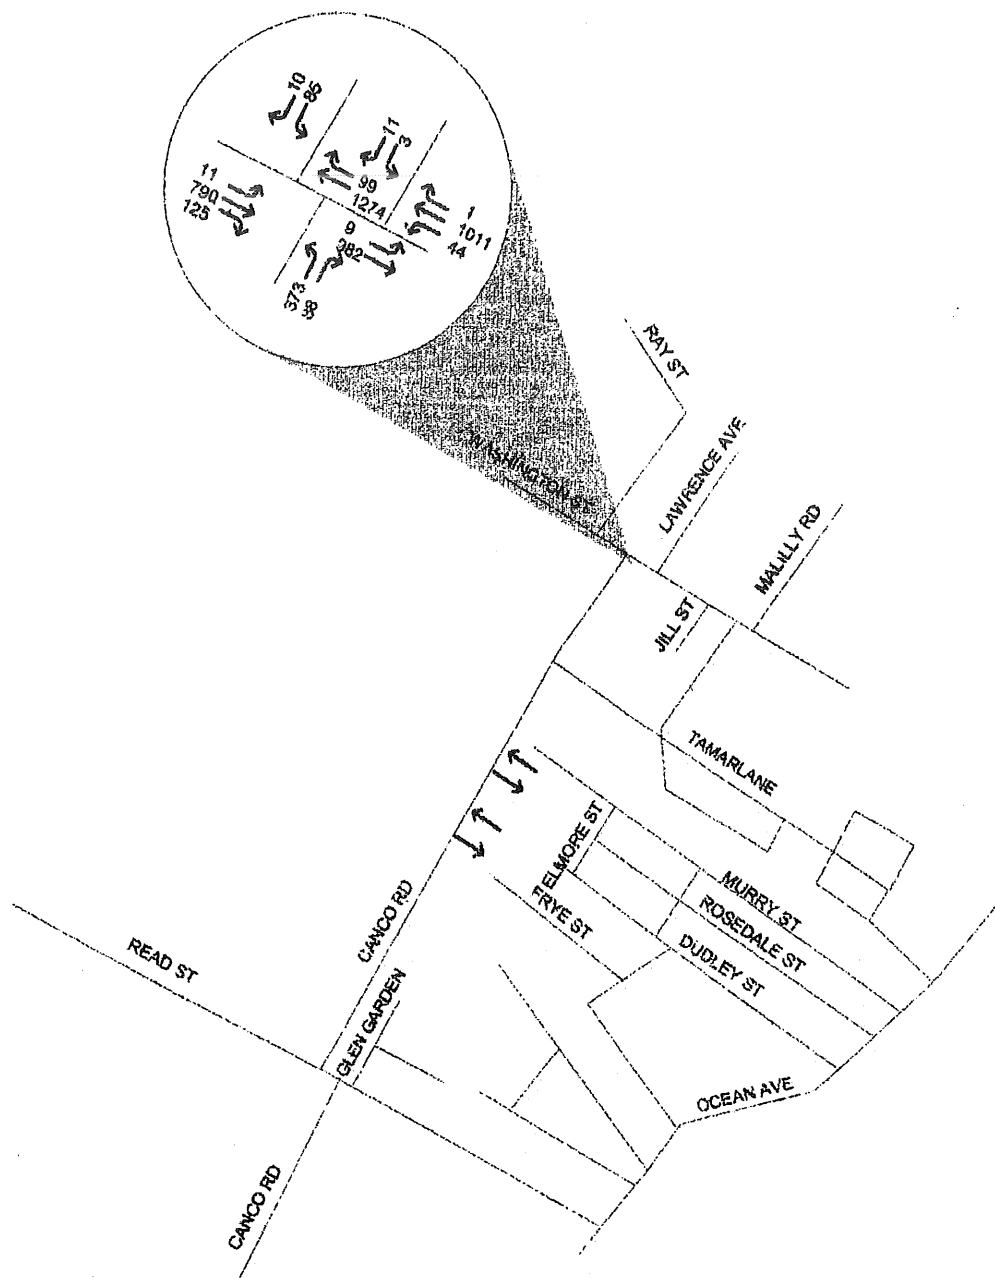 10
85
11
3
11
790
125
99
1274
9
382
1
1011
44
373
38
RAY ST
WASHINGTON ST
LAWRENCE AVE
MALILLY RD
JILL ST
TAMARLANE
ELMORE ST
FRYE ST
MURRY ST
ROSEDALE ST
DUDLEY ST
CANCO RD
READ ST
GLEN GARDEN
OCEAN AVE
CANCO RD